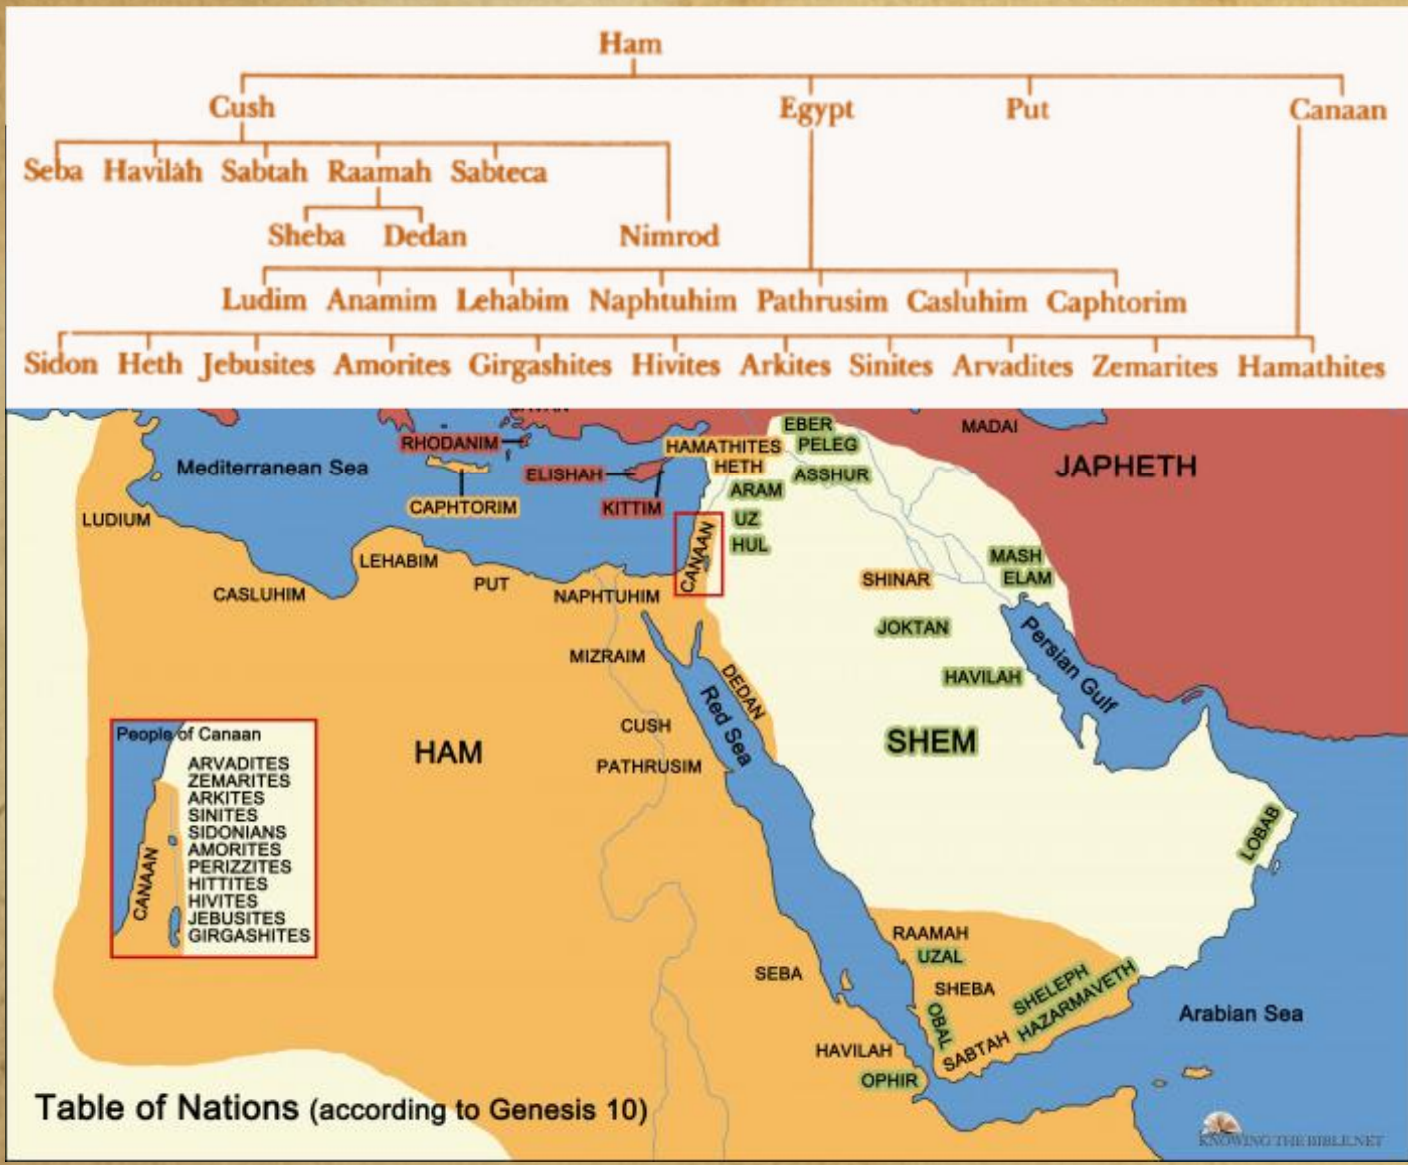 Ham
Cush Egypt Put Canaan
Seba Havilah Sabtah Raamah Sabteca
Sheba Dedan Nimrod
Ludim Anamim Lehabim Naphtuhim Pathrusim Casluhim Caphtorim
Sidon Heth Jebusites Amorites Girgashites Hivites Arkites Sinites Arvadites Zemarites Hamathites
EBER
MADAI
RHODANIM
HAMATHITES
PELEG
Mediterranean Sea
HETH
JAPHETH
ELISHAH
ASSHUR
ARAM
CAPHTORIM
KITTIM
LUDIUM
UZ
HUL
CANAAN
LEHABIM
MASH
PUT
SHINAR
ELAM
CASLUHIM
NAPHTUHIM
JOKTAN
Persian Gulf
MIZRAIM
HAVILAH
DEDAN
Red Sea
CUSH
People of Canaan
ARVADITES
ZEMARITES
ARKITES
SINITES
SIDONIANS
AMORITES
PERIZZITES
HITTITES
HIVITES
JEBUSITES
GIRGASHITES
CANAAN
HAM
SHEM
PATHRUSIM
LOBAB
RAAMAH
UZAL
SEBA
SHEBA
SHELEPH
HAZARMAVETH
OBAL
Arabian Sea
SABTAH
HAVILAH
OPHIR
Table of Nations (according to Genesis 10)
KNOWING THE BIBLE.NET